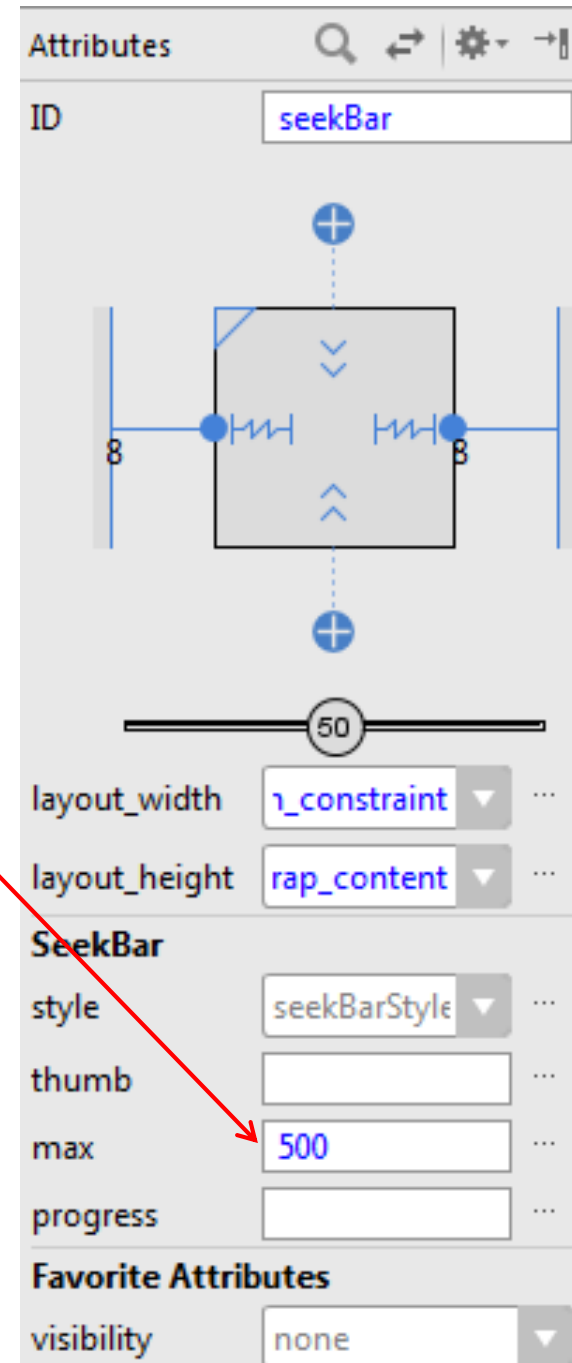 Attributes
ID seekBar
8 8
50
layout_width n_constraint ...
layout_height rap_content ...
SeekBar
style seekBarStyle ...
thumb ...
max 500 ...
progress ...
Favorite Attributes
visibility none